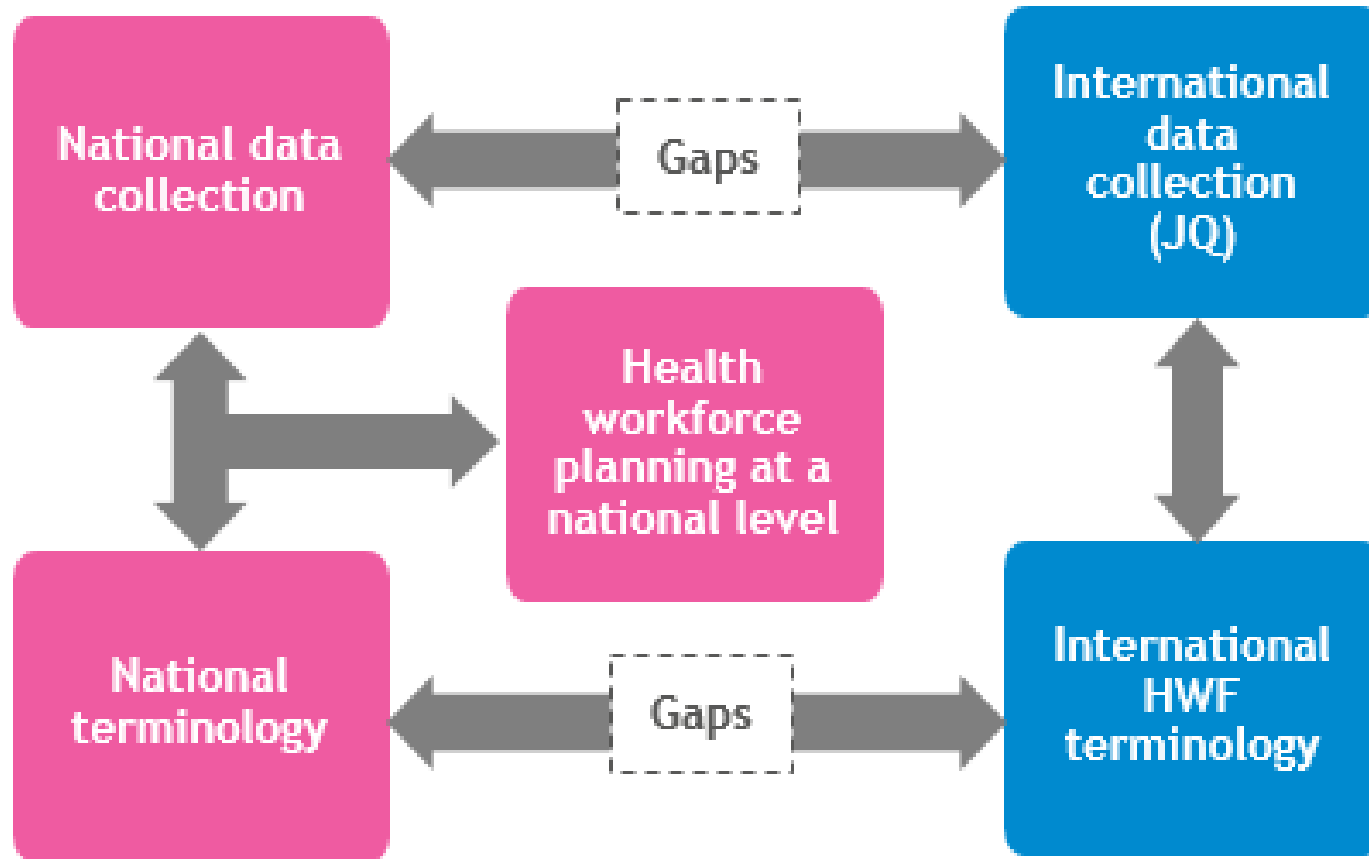 National data
collection
Gaps
International
data
collection
(JQ)
Health
workforce
planning at a
national level
National
terminology
Gaps
International
HWF
terminology